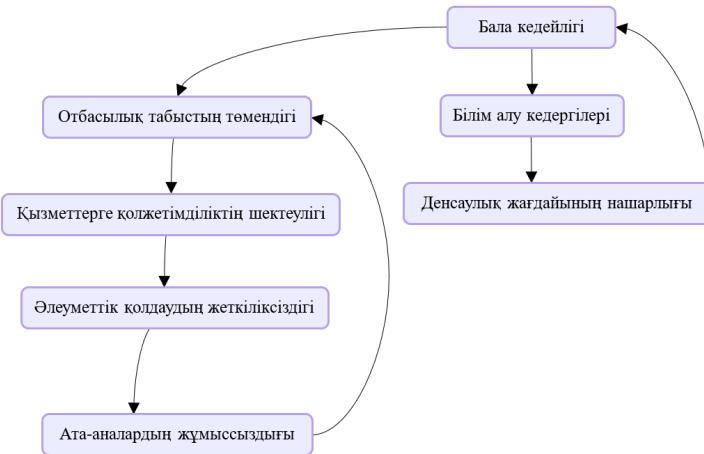 Бала кедейлігі
Отбасылық табыстың төмендігі
Білім алу кедергілері
Қызметтерге қолжетімділіктің шектеулігі
Денсаулық жағдайының нашарлығы
Әлеуметтік қолдаудың жеткіліксіздігі
Ата-аналардың жұмыссыздығы